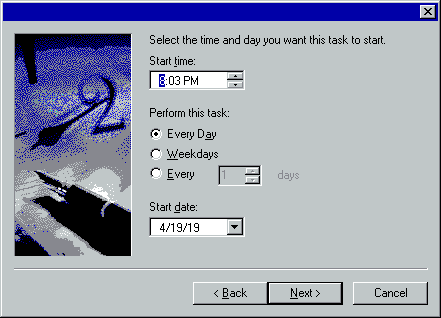 Select the time and day you want this task to start.
Start time:
8:03 PM
Perform this task:
Every Day
Weekdays
Every 1 days
Start date:
4/19/19
< Back Next > Cancel